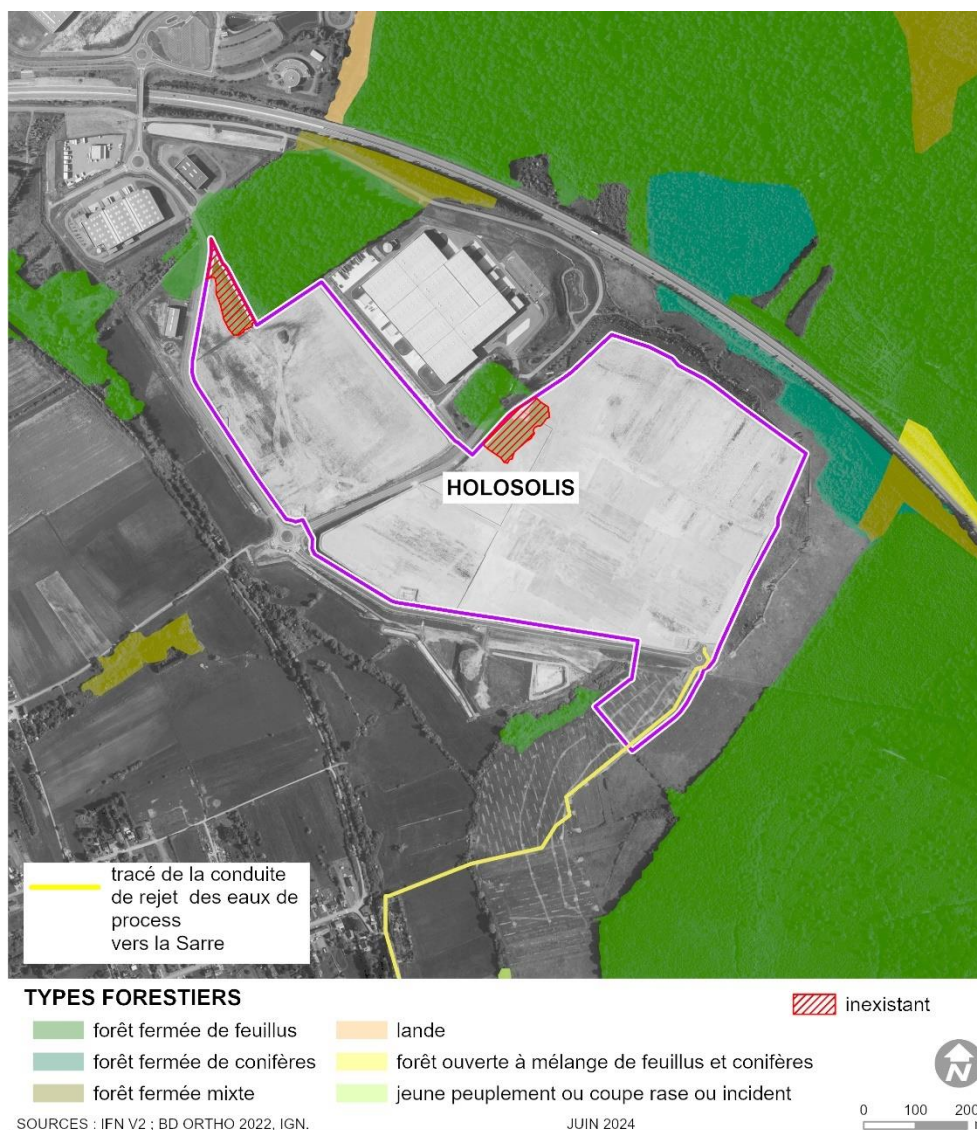 HOLOSOLIS
tracé de la conduite
de rejet des eaux de
process
vers la Sarre
TYPES FORESTIERS
inexistant
forêt fermée de feuillus
lande
forêt fermée de conifères
forêt ouverte à mélange de feuillus et conifères
forêt fermée mixte
jeune peuplement ou coupe rase ou incident
N
SOURCES : IFN V2 ; BD ORTHO 2022, IGN.
JUIN 2024
0 100 200